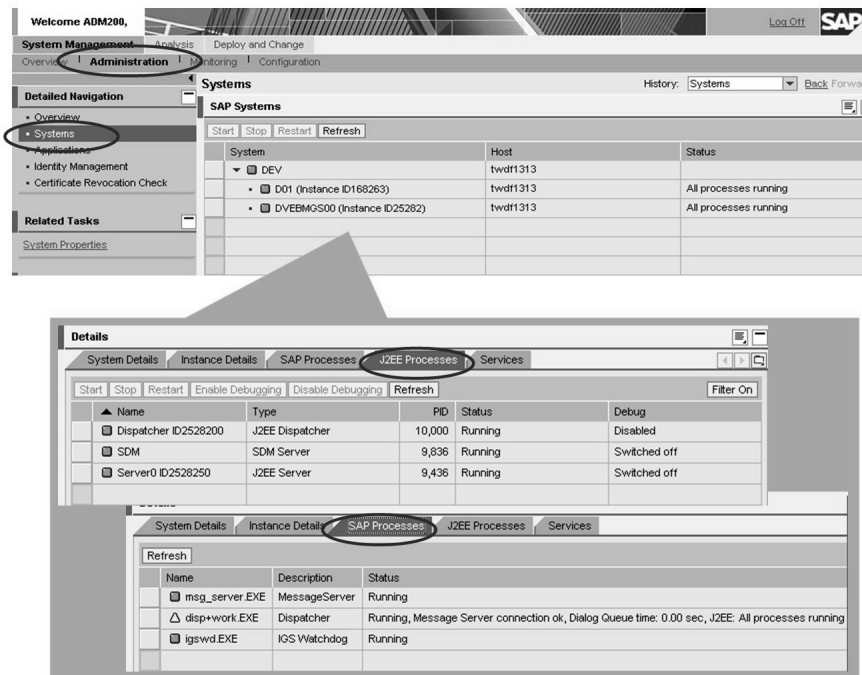 Welcome ADM200,
Log Off
SAP
System Management Analysis Deploy and Change
Overview Administration Monitoring Configuration
Detailed Navigation
Overview
Systems
Applications
Identity Management
Certificate Revocation Check
Related Tasks
System Properties
Systems
History: Systems Back Forwa
SAP Systems
Start Stop Restart Refresh
System Host Status
DEV twdf1313
D01 (Instance ID168263) twdf1313 All processes running
DVEBMGS00 (Instance ID25282) twdf1313 All processes running
Details
System Details Instance Details SAP Processes J2EE Processes Services
Start Stop Restart Enable Debugging Disable Debugging Refresh Filter On
Name Type PID Status Debug
Dispatcher ID2528200 J2EE Dispatcher 10,000 Running Disabled
SDM SDM Server 9,836 Running Switched off
Server0 ID2528250 J2EE Server 9,436 Running Switched off
System Details Instance Details SAP Processes J2EE Processes Services
Refresh
Name Description Status
msg_server.EXE MessageServer Running
disp+work.EXE Dispatcher Running, Message Server connection ok, Dialog Queue time: 0.00 sec, J2EE: All processes running
igswd.EXE IGS Watchdog Running